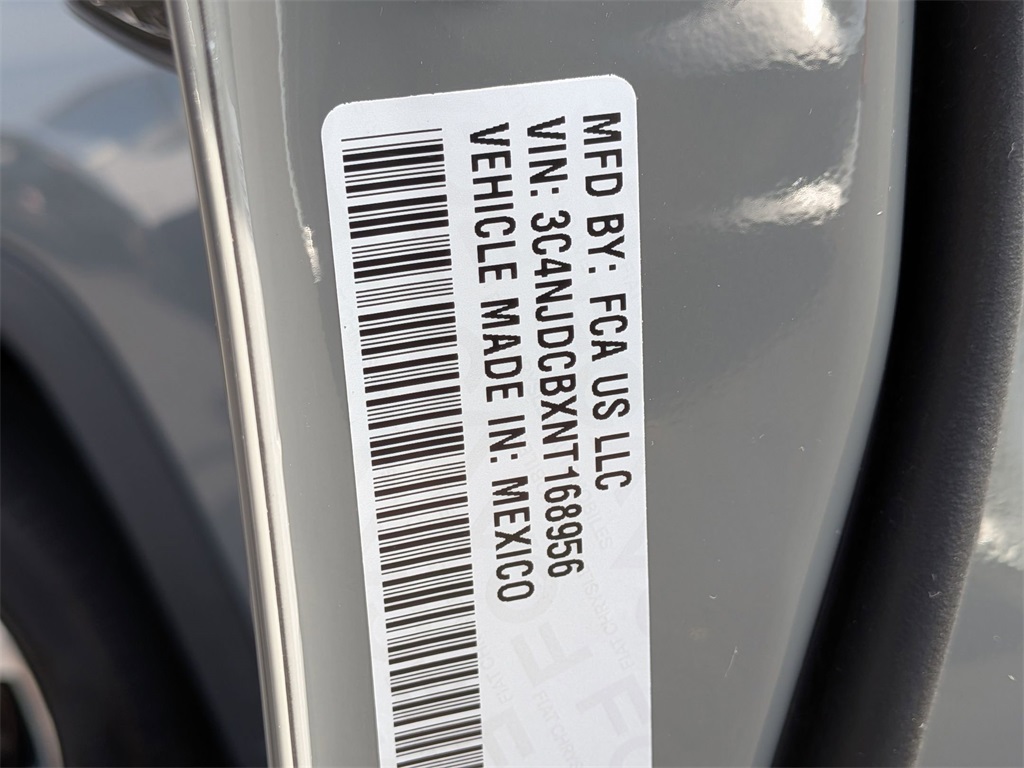 MFD BY: FCA US LLC
VIN: 3C4NJDCBXNT168956
VEHICLE MADE IN: MEXICO